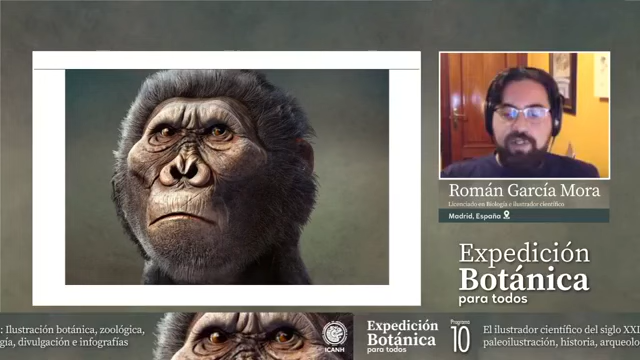 Román García Mora
Licenciado en Biología e ilustrador científico
Madrid, España
Expedición
Botánica
para todos
: Ilustración botánica, zoológica,
gía, divulgación e infografías
ICANH
Expedición
Botánica
para todos
Programa
10
El ilustrador científico del siglo XXI
paleoilustración, historia, arqueolo